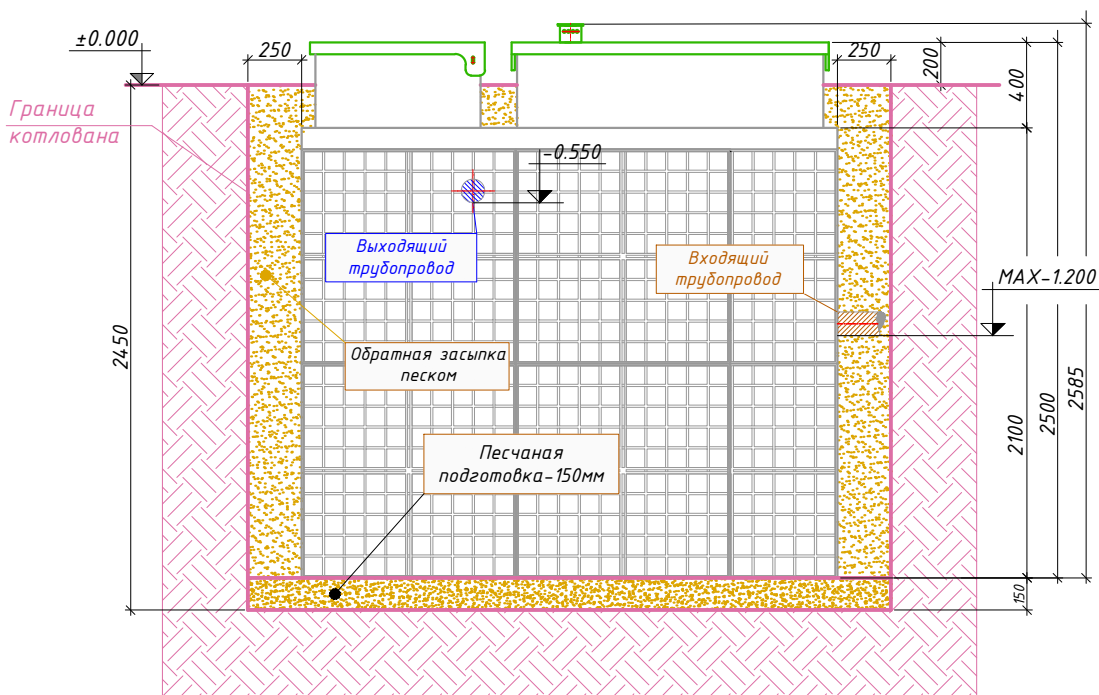 ±0.000
250
250
200
400
Граница
котлована
-0.550
Выходящий
трубопровод
Входящий
трубопровод
MAX-1.200
2450
Обратная засыпка
песком
Песчаная
подготовка-150мм
2100
2500
2585
150